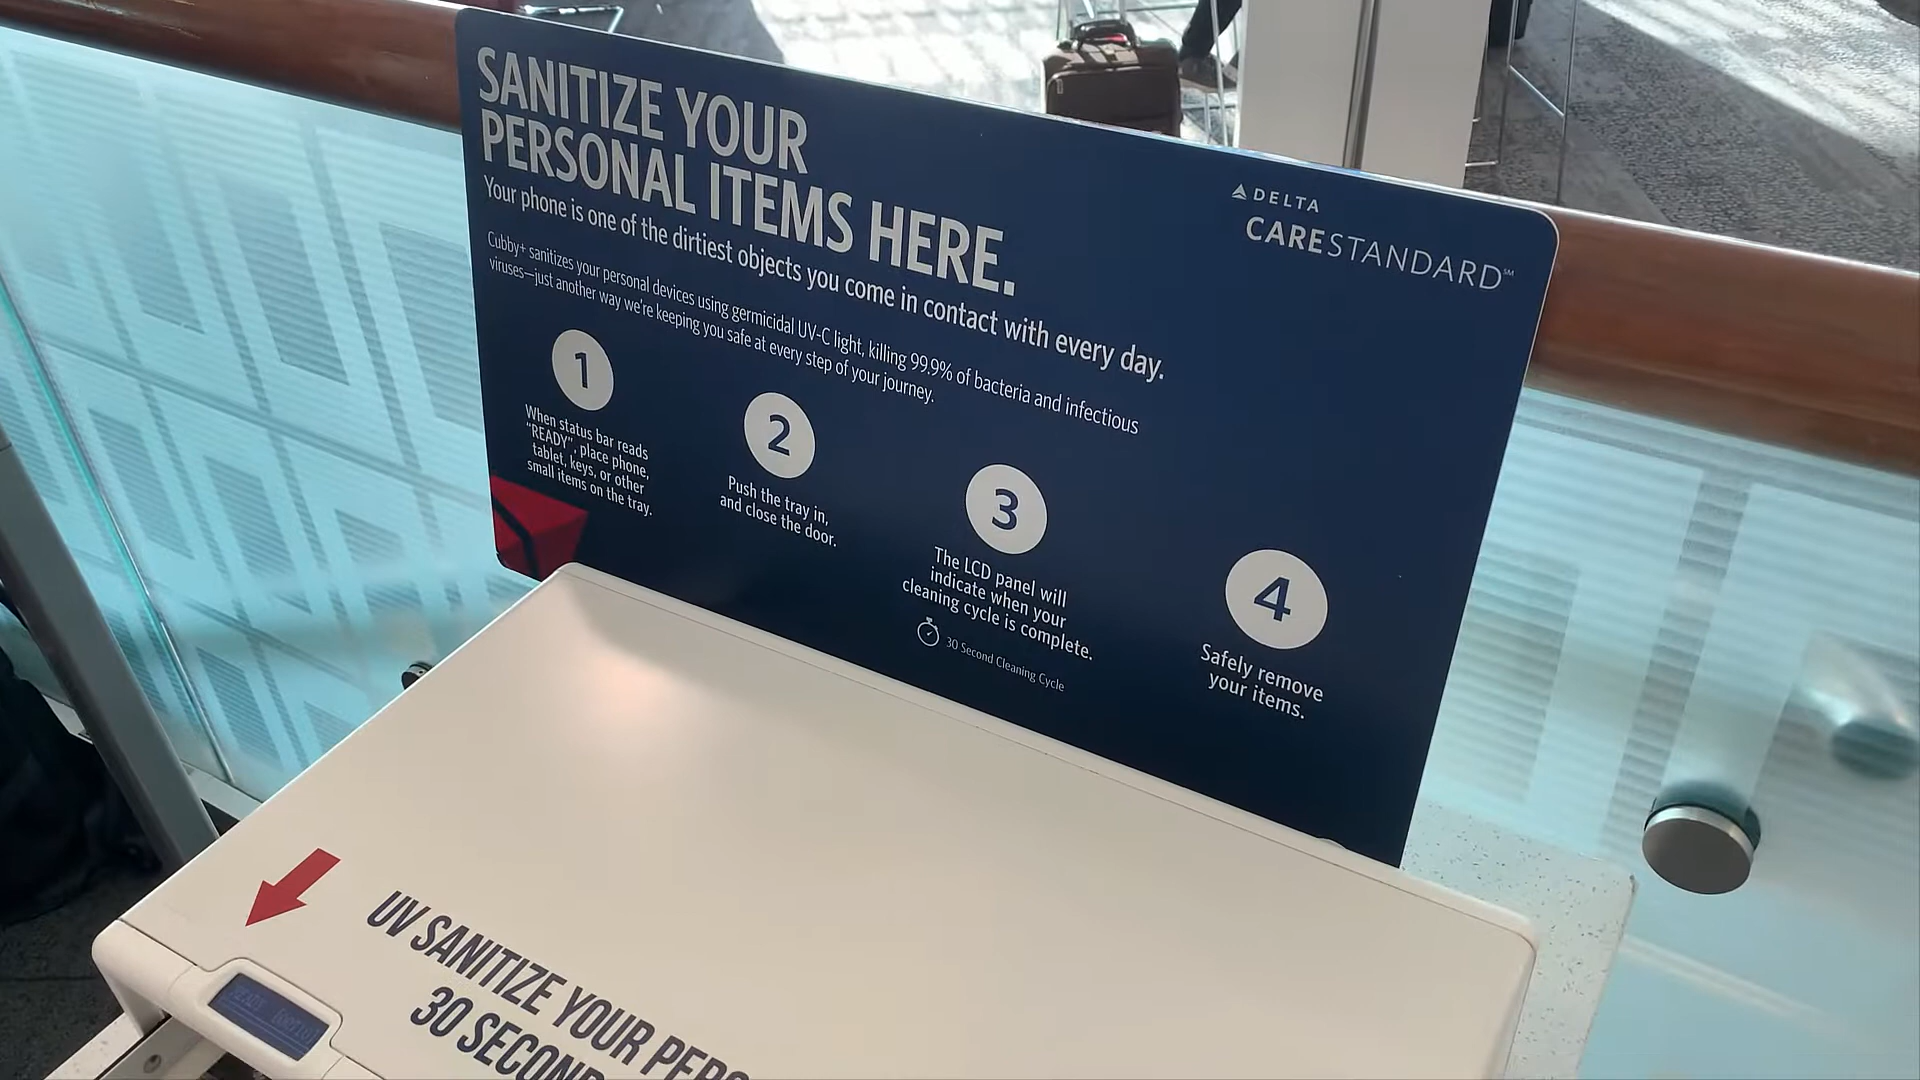 SANITIZE YOUR
PERSONAL ITEMS HERE.
Your phone is one of the dirtiest objects you come in contact with every day.
Cubby+ sanitizes your personal devices using germicidal UV-C light, killing 99.9% of bacteria and infectious
viruses—just another way we're keeping you safe at every step of your journey.
DELTA
CARESTANDARD℠
1
When status bar reads
"READY", place phone,
tablet, keys, or other
small items on the tray.
2
Push the tray in,
and close the door.
3
The LCD panel will
indicate when your
cleaning cycle is complete.
30 Second Cleaning Cycle
4
Safely remove
your items.
UV SANITIZE YOUR
30 SECOND